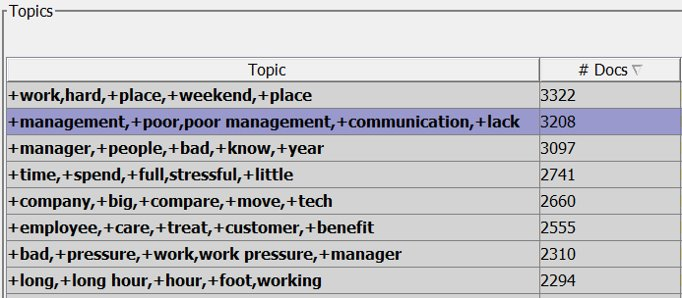 Topics
Topic # Docs
+work,hard,+place,+weekend,+place 3322
+management,+poor,poor management,+communication,+lack 3208
+manager,+people,+bad,+know,+year 3097
+time,+spend,+full,stressful,+little 2741
+company,+big,+compare,+move,+tech 2660
+employee,+care,+treat,+customer,+benefit 2555
+bad,+pressure,+work,work pressure,+manager 2310
+long,+long hour,+hour,+foot,working 2294